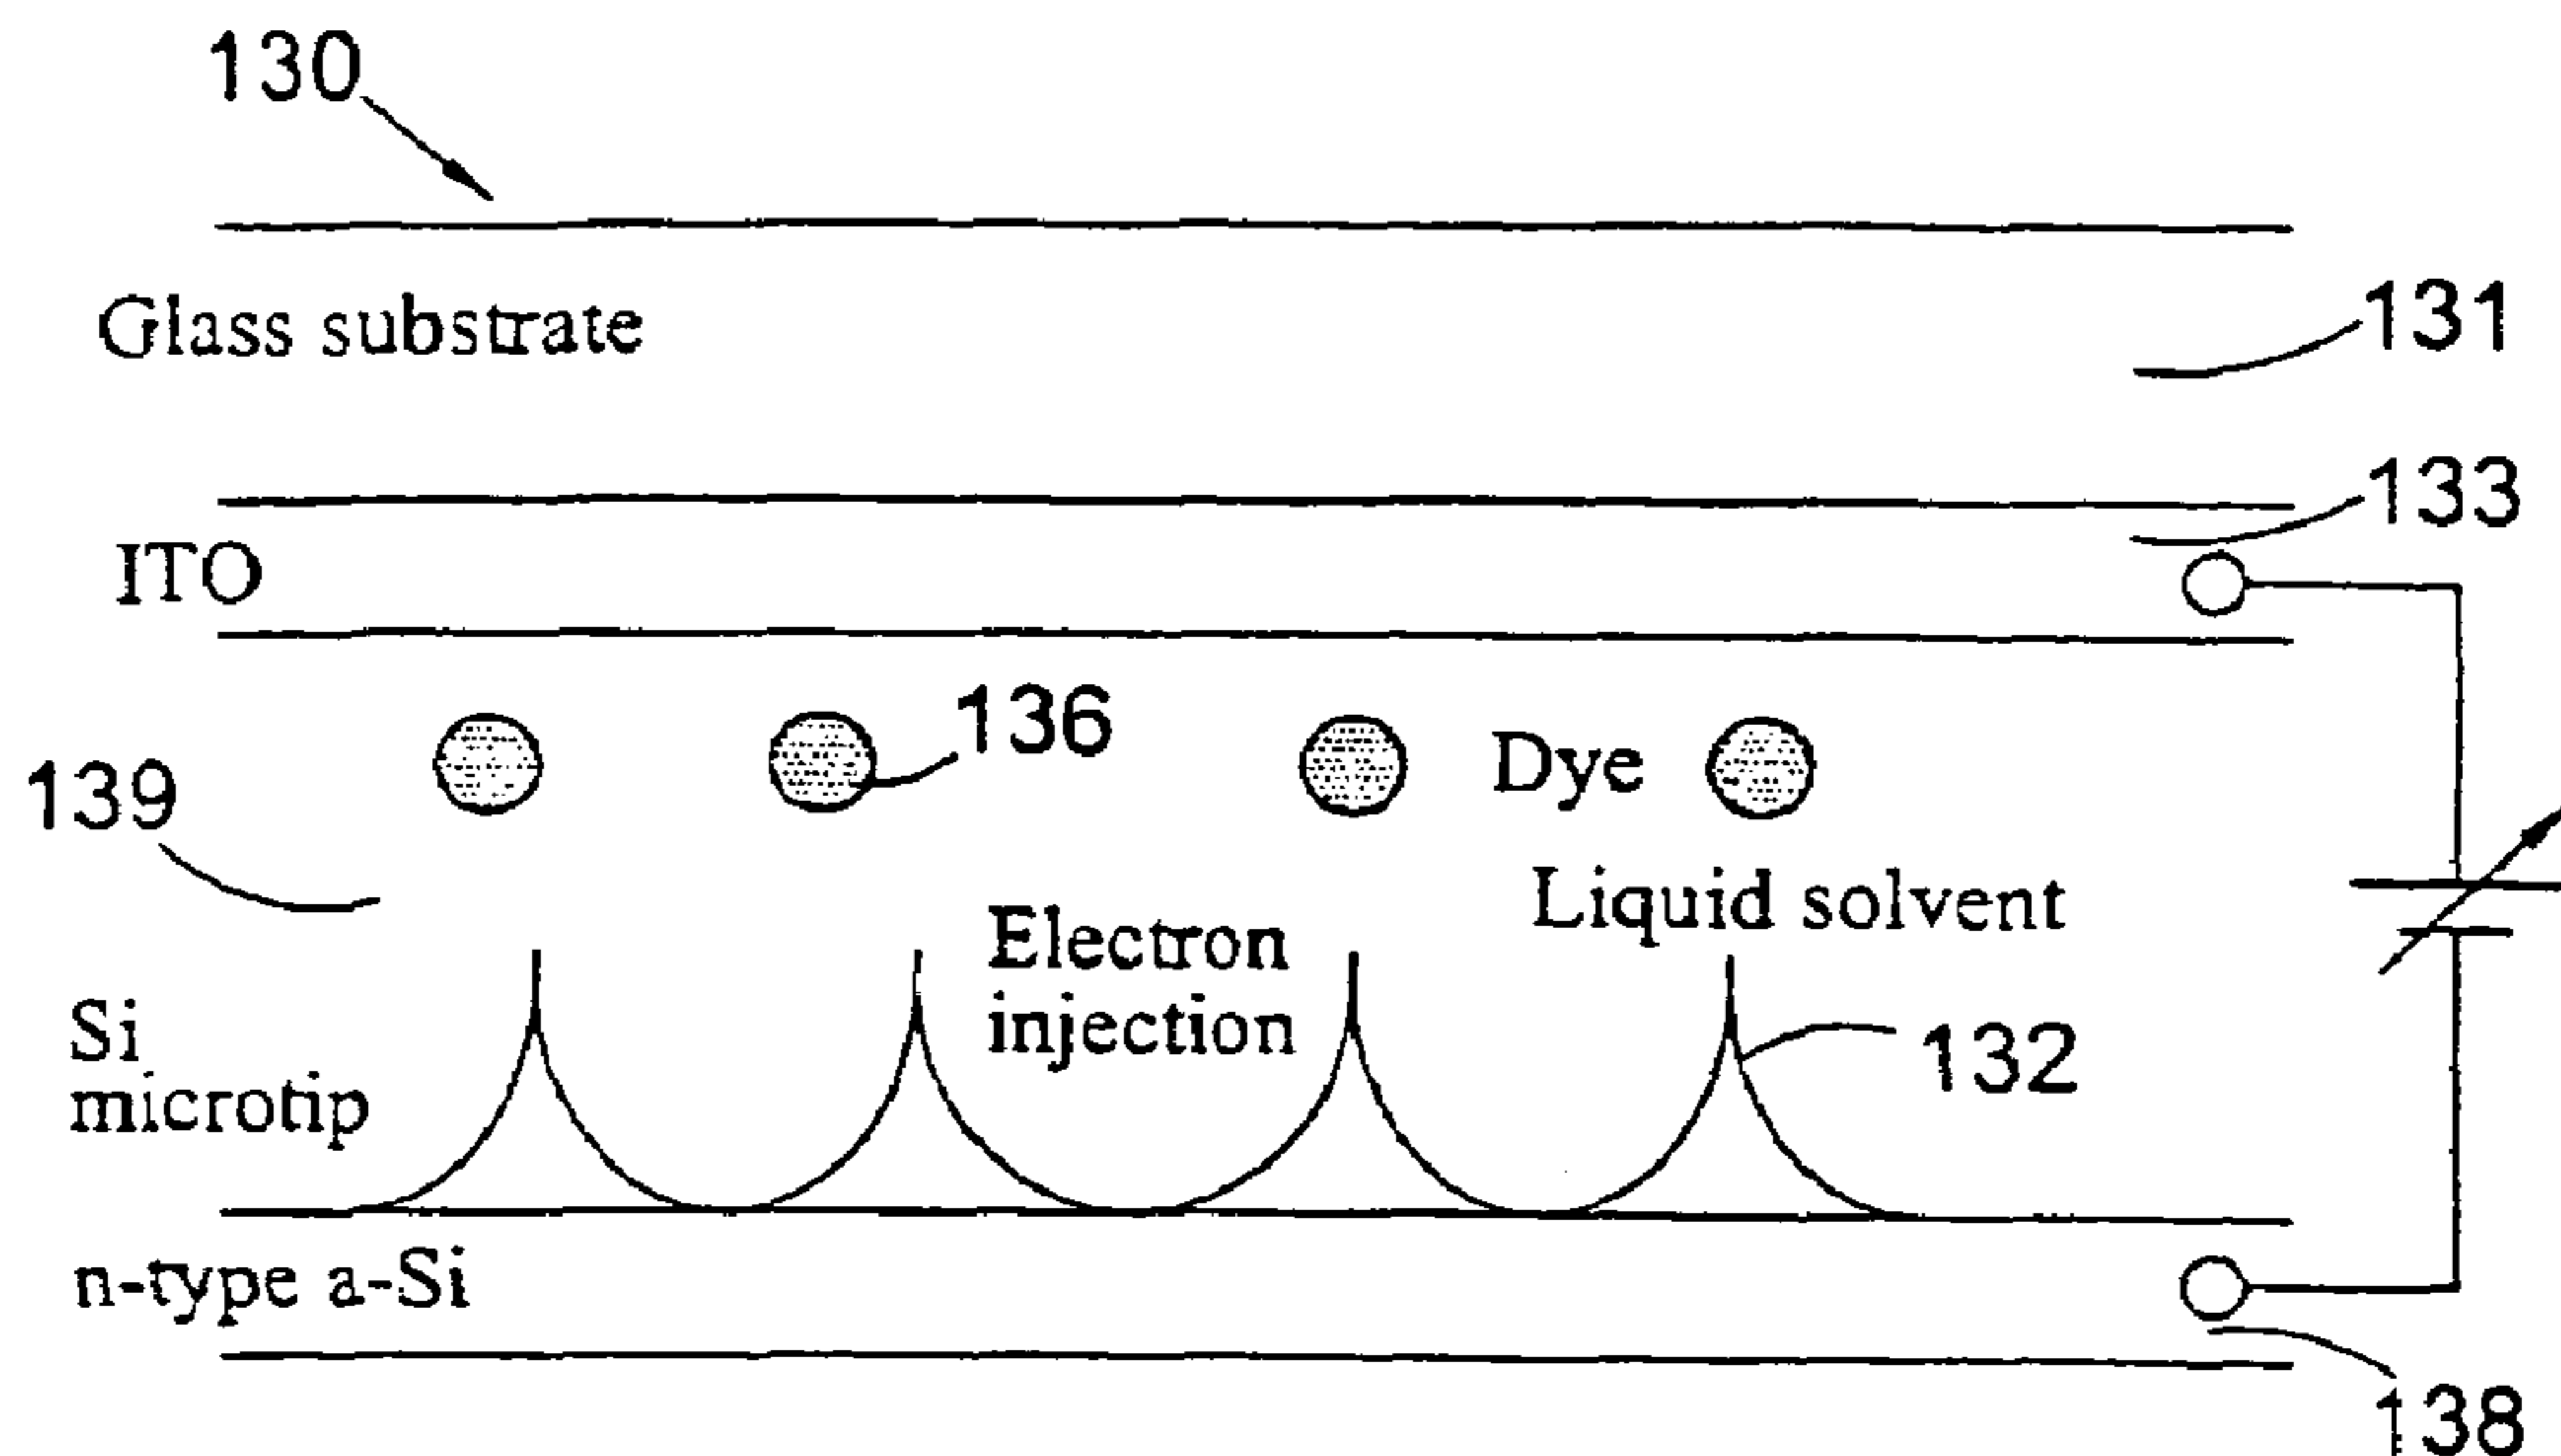 130
Glass substrate
131
133
ITO
136
Dye
139
Liquid solvent
Electron
injection
Si
microtip
132
n-type a-Si
138